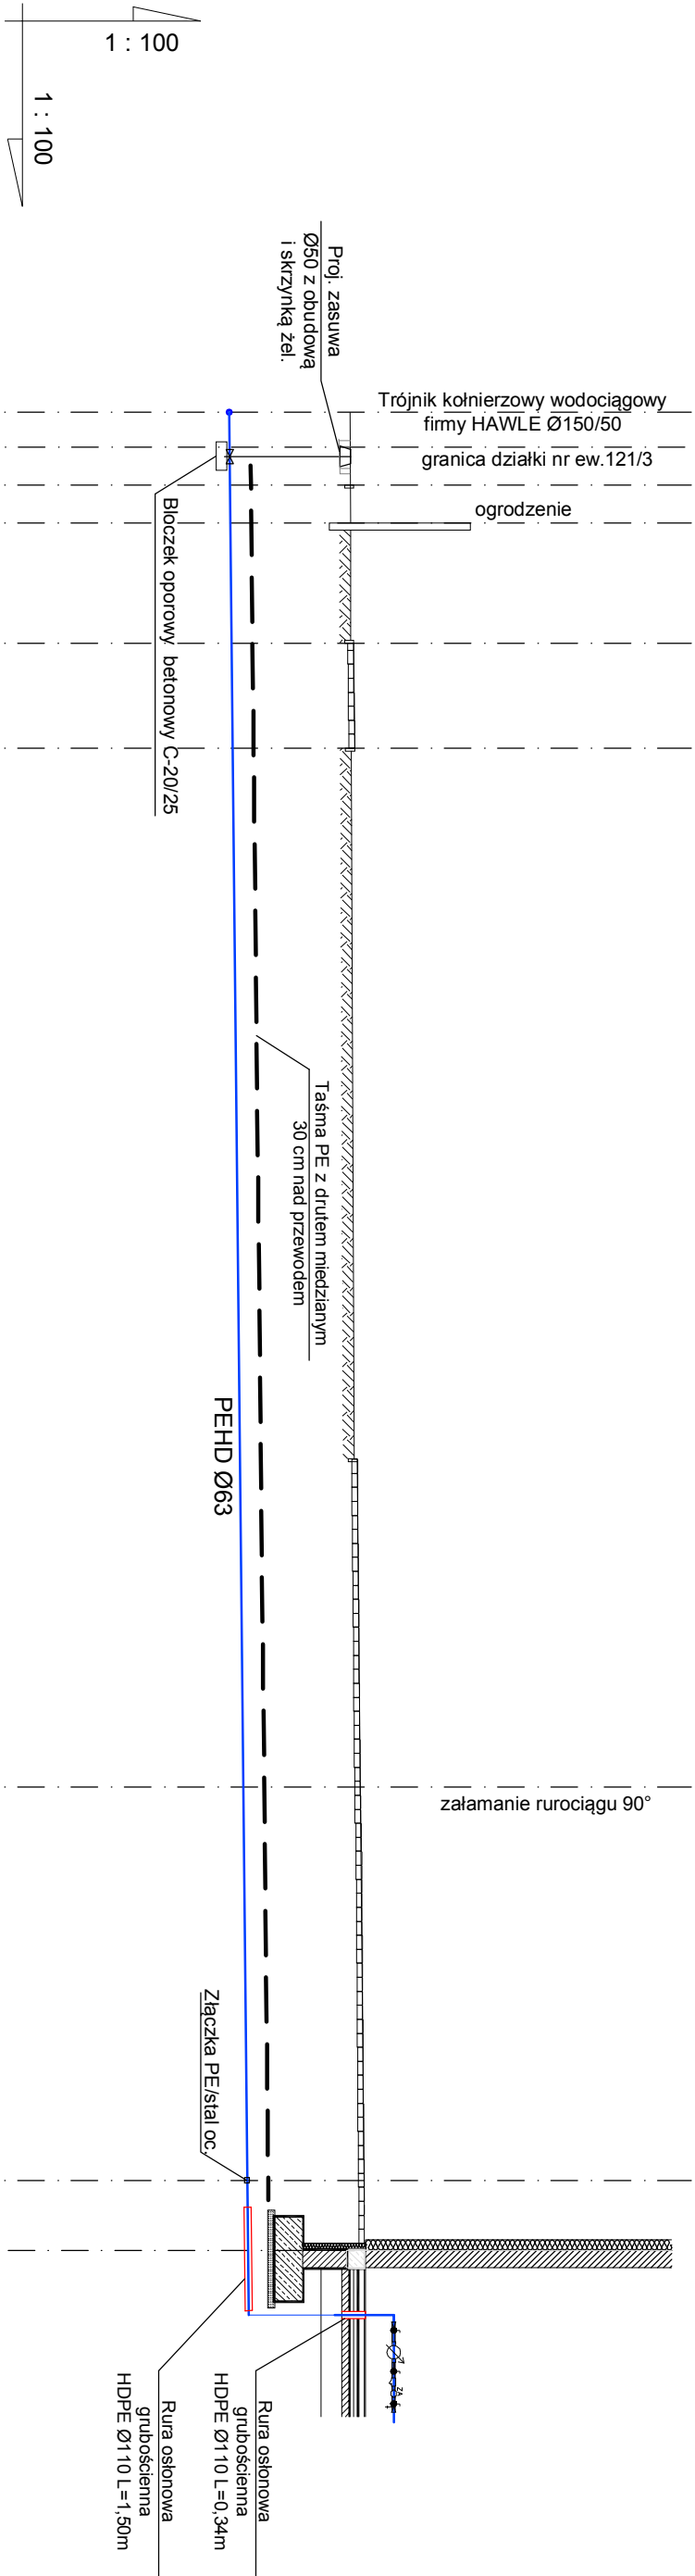 1 : 100
1 : 100
Proj. zasuwa
Ø50 z obudową
i skrzynką żel.
Trójnik kołnierzowy wodociągowy
firmy HAWLE Ø150/50
granica działki nr ew.121/3
ogrodzenie
Bloczek oporowy betonowy C-20/25
Taśma PE z drutem miedzianym
30 cm nad przewodem
PEHD Ø63
załamanie rurociągu 90°
Złączka PE/stal oc.
ZA
Rura osłonowa
grubościenna
HDPE Ø110 L=0,34m
Rura osłonowa
grubościenna
HDPE Ø110 L=1,50m